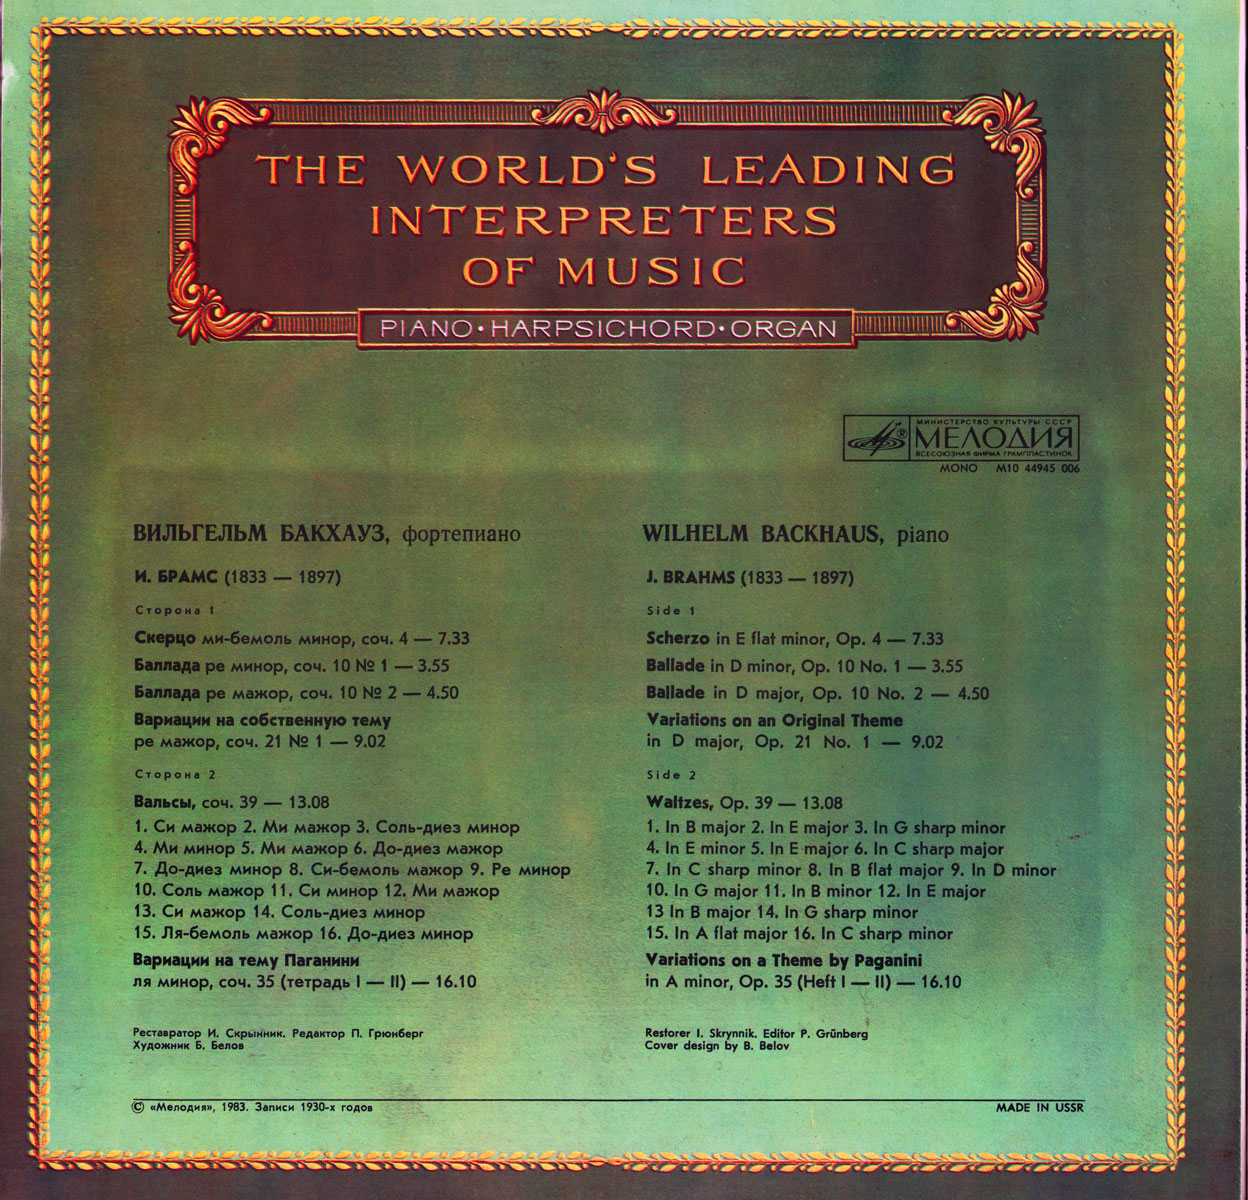 THE WORLD'S LEADING
INTERPRETERS
OF MUSIC
PIANO·HARPSICHORD·ORGAN
МИНИСТЕРСТВО КУЛЬТУРЫ СССР
®МЕЛОДИЯ
ВСЕСОЮЗНАЯ ФИРМА ГРАМПЛАСТИНОК
MONO М10 44945 006
ВИЛЬГЕЛЬМ БАКХАУЗ, фортепиано
И. БРАМС (1833 — 1897)
Сторона 1
Скерцо ми-бемоль минор, соч. 4 — 7.33
Баллада ре минор, соч. 10 № 1 — 3.55
Баллада ре мажор, соч. 10 № 2 — 4.50
Вариации на собственную тему
ре мажор, соч. 21 № 1 — 9.02
Сторона 2
Вальсы, соч. 39 — 13.08
1. Си мажор 2. Ми мажор 3. Соль-диез минор
4. Ми минор 5. Ми мажор 6. До-диез мажор
7. До-диез минор 8. Си-бемоль мажор 9. Ре минор
10. Соль мажор 11. Си минор 12. Ми мажор
13. Си мажор 14. Соль-диез минор
15. Ля-бемоль мажор 16. До-диез минор
Вариации на тему Паганини
ля минор, соч. 35 (тетрадь I — II) — 16.10
Реставратор И. Скрынник. Редактор П. Грюнберг
Художник Б. Белов
WILHELM BACKHAUS, piano
J. BRAHMS (1833 — 1897)
Side 1
Scherzo in E flat minor, Op. 4 — 7.33
Ballade in D minor, Op. 10 No. 1 — 3.55
Ballade in D major, Op. 10 No. 2 — 4.50
Variations on an Original Theme
in D major, Op. 21 No. 1 — 9.02
Side 2
Waltzes, Op. 39 — 13.08
1. In B major 2. In E major 3. In G sharp minor
4. In E minor 5. In E major 6. In C sharp major
7. In C sharp minor 8. In B flat major 9. In D minor
10. In G major 11. In B minor 12. In E major
13 In B major 14. In G sharp minor
15. In A flat major 16. In C sharp minor
Variations on a Theme by Paganini
in A minor, Op. 35 (Heft I — II) — 16.10
Restorer I. Skrynnik. Editor P. Grünberg
Cover design by B. Belov
© «Мелодия», 1983. Записи 1930-х годов
MADE IN USSR